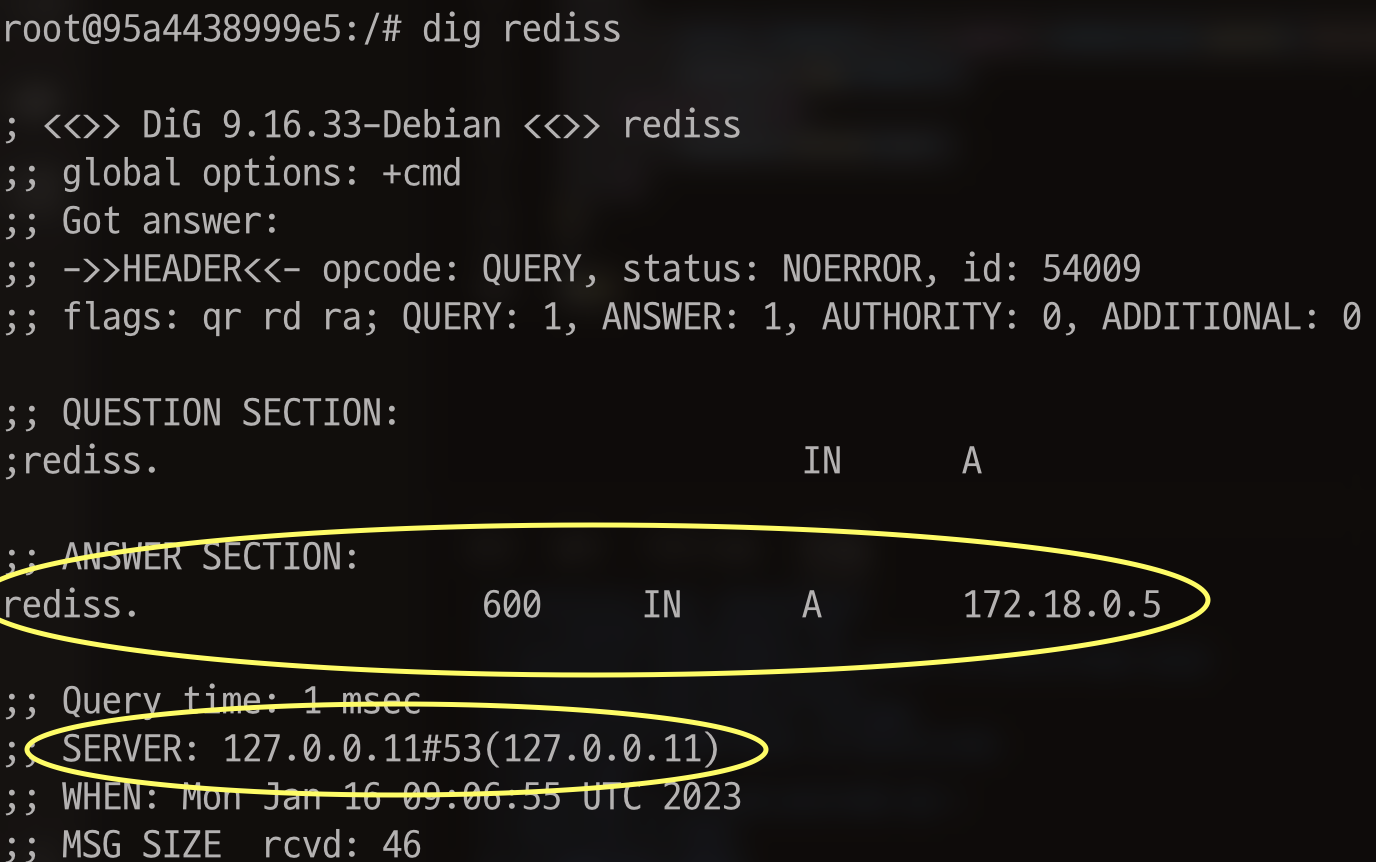 root@95a4438999e5:/# dig rediss
; <<>> DiG 9.16.33-Debian <<>> rediss
;; global options: +cmd
;; Got answer:
;; ->>HEADER<<- opcode: QUERY, status: NOERROR, id: 54009
;; flags: qr rd ra; QUERY: 1, ANSWER: 1, AUTHORITY: 0, ADDITIONAL: 0
;; QUESTION SECTION:
;rediss. IN A
;; ANSWER SECTION:
rediss. 600 IN A 172.18.0.5
;; Query time: 1 msec
;; SERVER: 127.0.0.11#53(127.0.0.11)
;; WHEN: Mon Jan 16 09:06:55 UTC 2023
;; MSG SIZE rcvd: 46